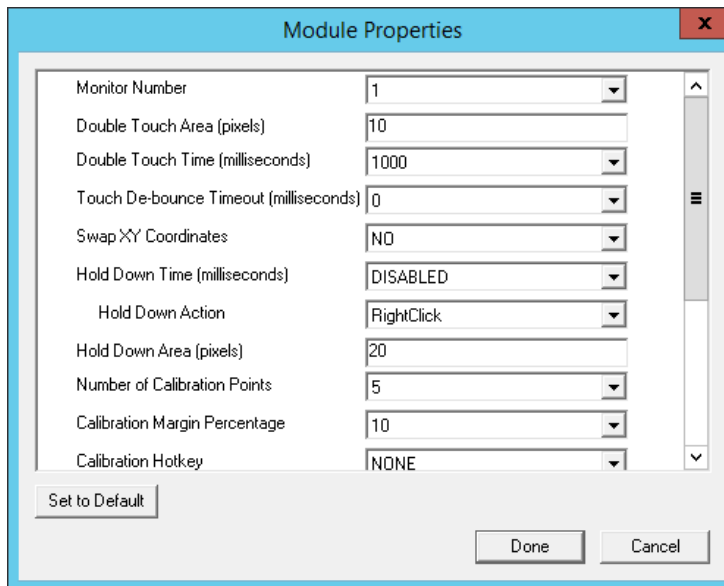 Module Properties
x
Monitor Number 1
Double Touch Area (pixels) 10
Double Touch Time (milliseconds) 1000
Touch De-bounce Timeout (milliseconds) 0
Swap XY Coordinates NO
Hold Down Time (milliseconds) DISABLED
Hold Down Action RightClick
Hold Down Area (pixels) 20
Number of Calibration Points 5
Calibration Margin Percentage 10
Calibration Hotkey NONE
Set to Default
Done Cancel